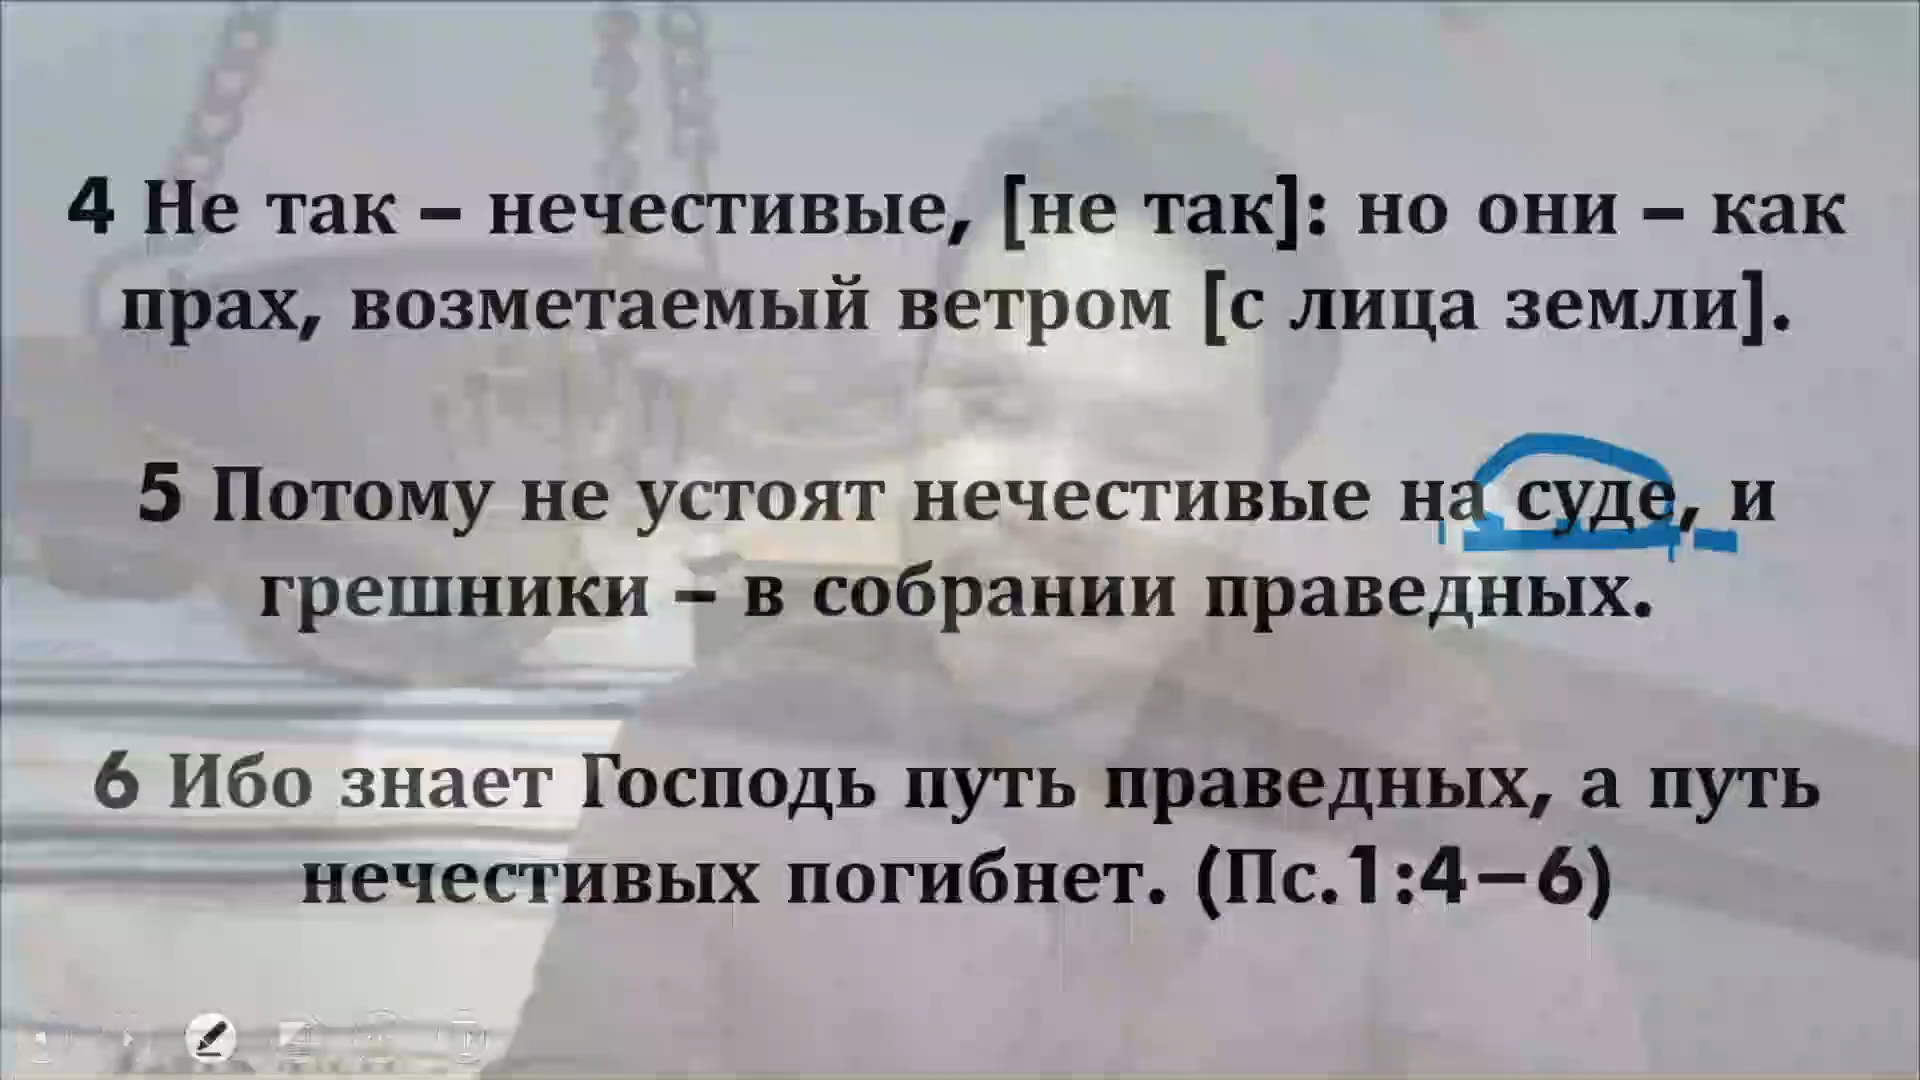 4 Не так – нечестивые, [не так]: но они – как
прах, возметаемый ветром [с лица земли].
5 Потому не устоят нечестивые на суде, и
грешники – в собрании праведных.
6 Ибо знает Господь путь праведных, а путь
нечестивых погибнет. (Пс.1:4–6)